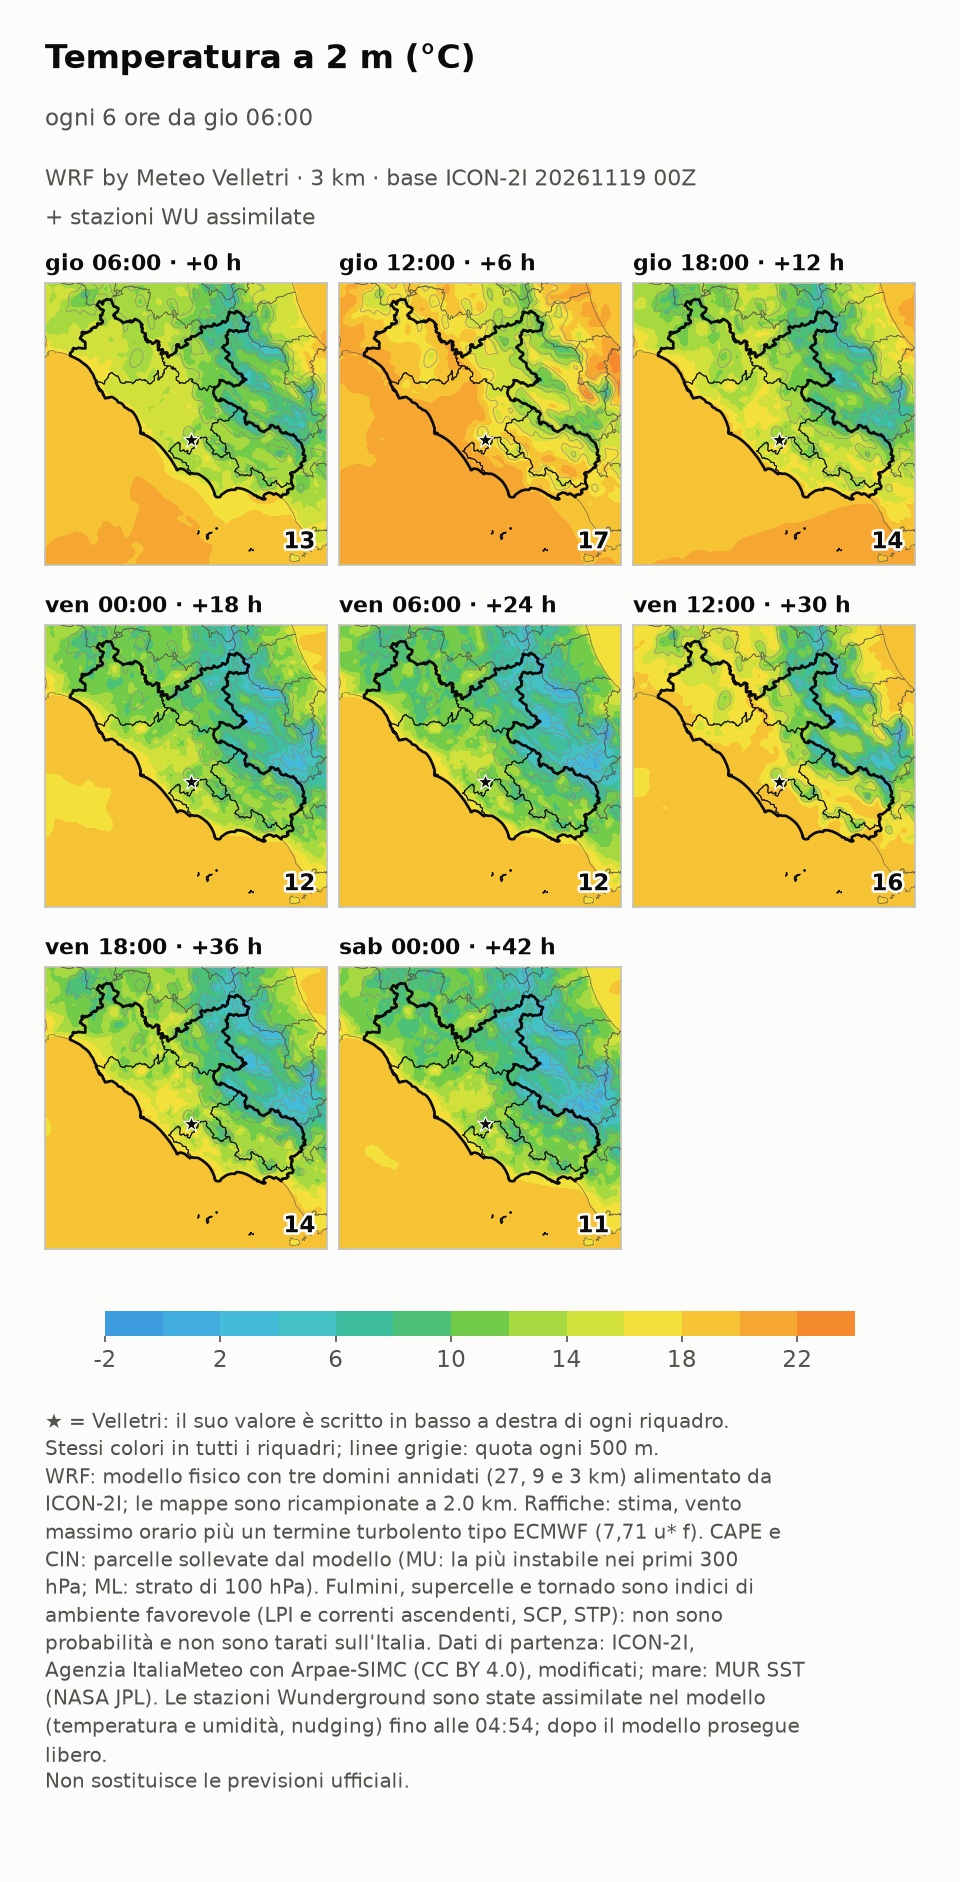 Temperatura a 2 m (°C)
ogni 6 ore da gio 06:00
WRF by Meteo Velletri · 3 km · base ICON-2I 20261119 00Z
+ stazioni WU assimilate
gio 06:00 · +0 h
gio 12:00 · +6 h
gio 18:00 · +12 h
13
17
14
ven 00:00 · +18 h
ven 06:00 · +24 h
ven 12:00 · +30 h
12
12
16
ven 18:00 · +36 h
sab 00:00 · +42 h
14
11
-2 2 6 10 14 18 22
★ = Velletri: il suo valore è scritto in basso a destra di ogni riquadro.
Stessi colori in tutti i riquadri; linee grigie: quota ogni 500 m.
WRF: modello fisico con tre domini annidati (27, 9 e 3 km) alimentato da
ICON-2I; le mappe sono ricampionate a 2.0 km. Raffiche: stima, vento
massimo orario più un termine turbolento tipo ECMWF (7,71 u* f). CAPE e
CIN: parcelle sollevate dal modello (MU: la più instabile nei primi 300
hPa; ML: strato di 100 hPa). Fulmini, supercelle e tornado sono indici di
ambiente favorevole (LPI e correnti ascendenti, SCP, STP): non sono
probabilità e non sono tarati sull'Italia. Dati di partenza: ICON-2I,
Agenzia ItaliaMeteo con Arpae-SIMC (CC BY 4.0), modificati; mare: MUR SST
(NASA JPL). Le stazioni Wunderground sono state assimilate nel modello
(temperatura e umidità, nudging) fino alle 04:54; dopo il modello prosegue
libero.
Non sostituisce le previsioni ufficiali.